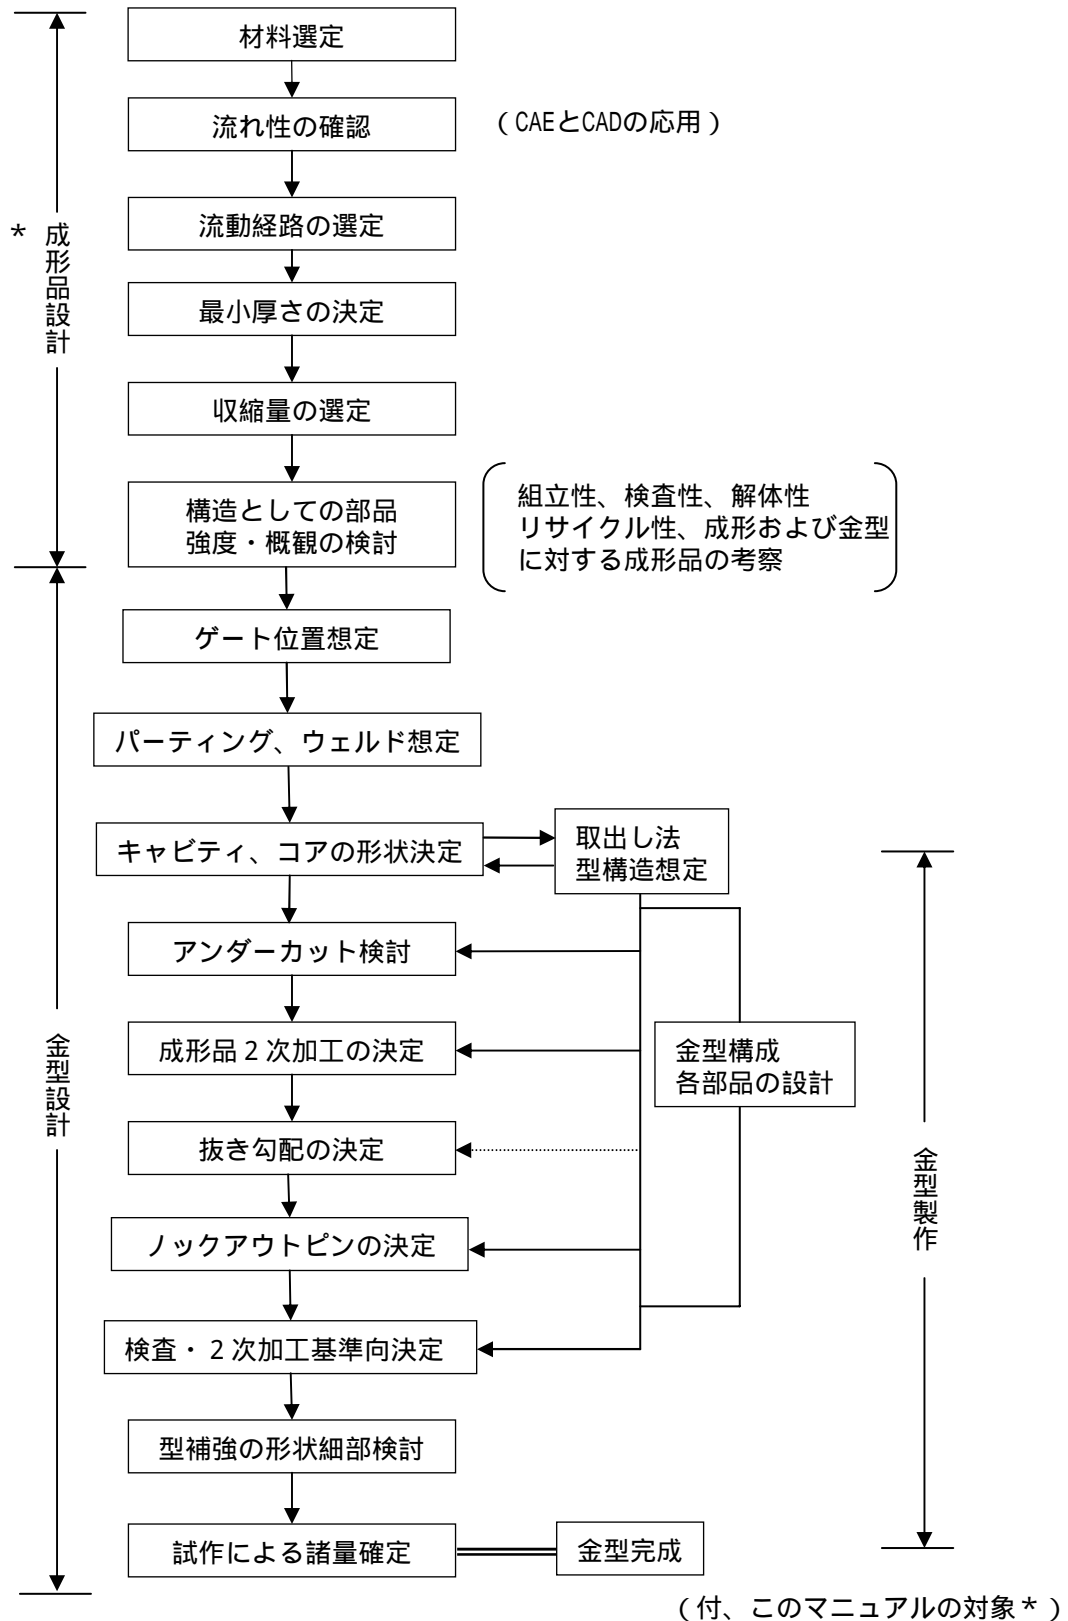 材料選定
流れ性の確認
（CAEとCADの応用）
流動経路の選定
*
成形品設計
最小厚さの決定
収縮量の選定
構造としての部品
強度・概観の検討
組立性、検査性、解体性
リサイクル性、成形および金型
に対する成形品の考察
ゲート位置想定
パーティング、ウェルド想定
キャビティ、コアの形状決定
取出し法
型構造想定
アンダーカット検討
成形品２次加工の決定
金型構成
各部品の設計
金型設計
抜き勾配の決定
金型製作
ノックアウトピンの決定
検査・２次加工基準向決定
型補強の形状細部検討
試作による諸量確定
金型完成
（付、このマニュアルの対象*）